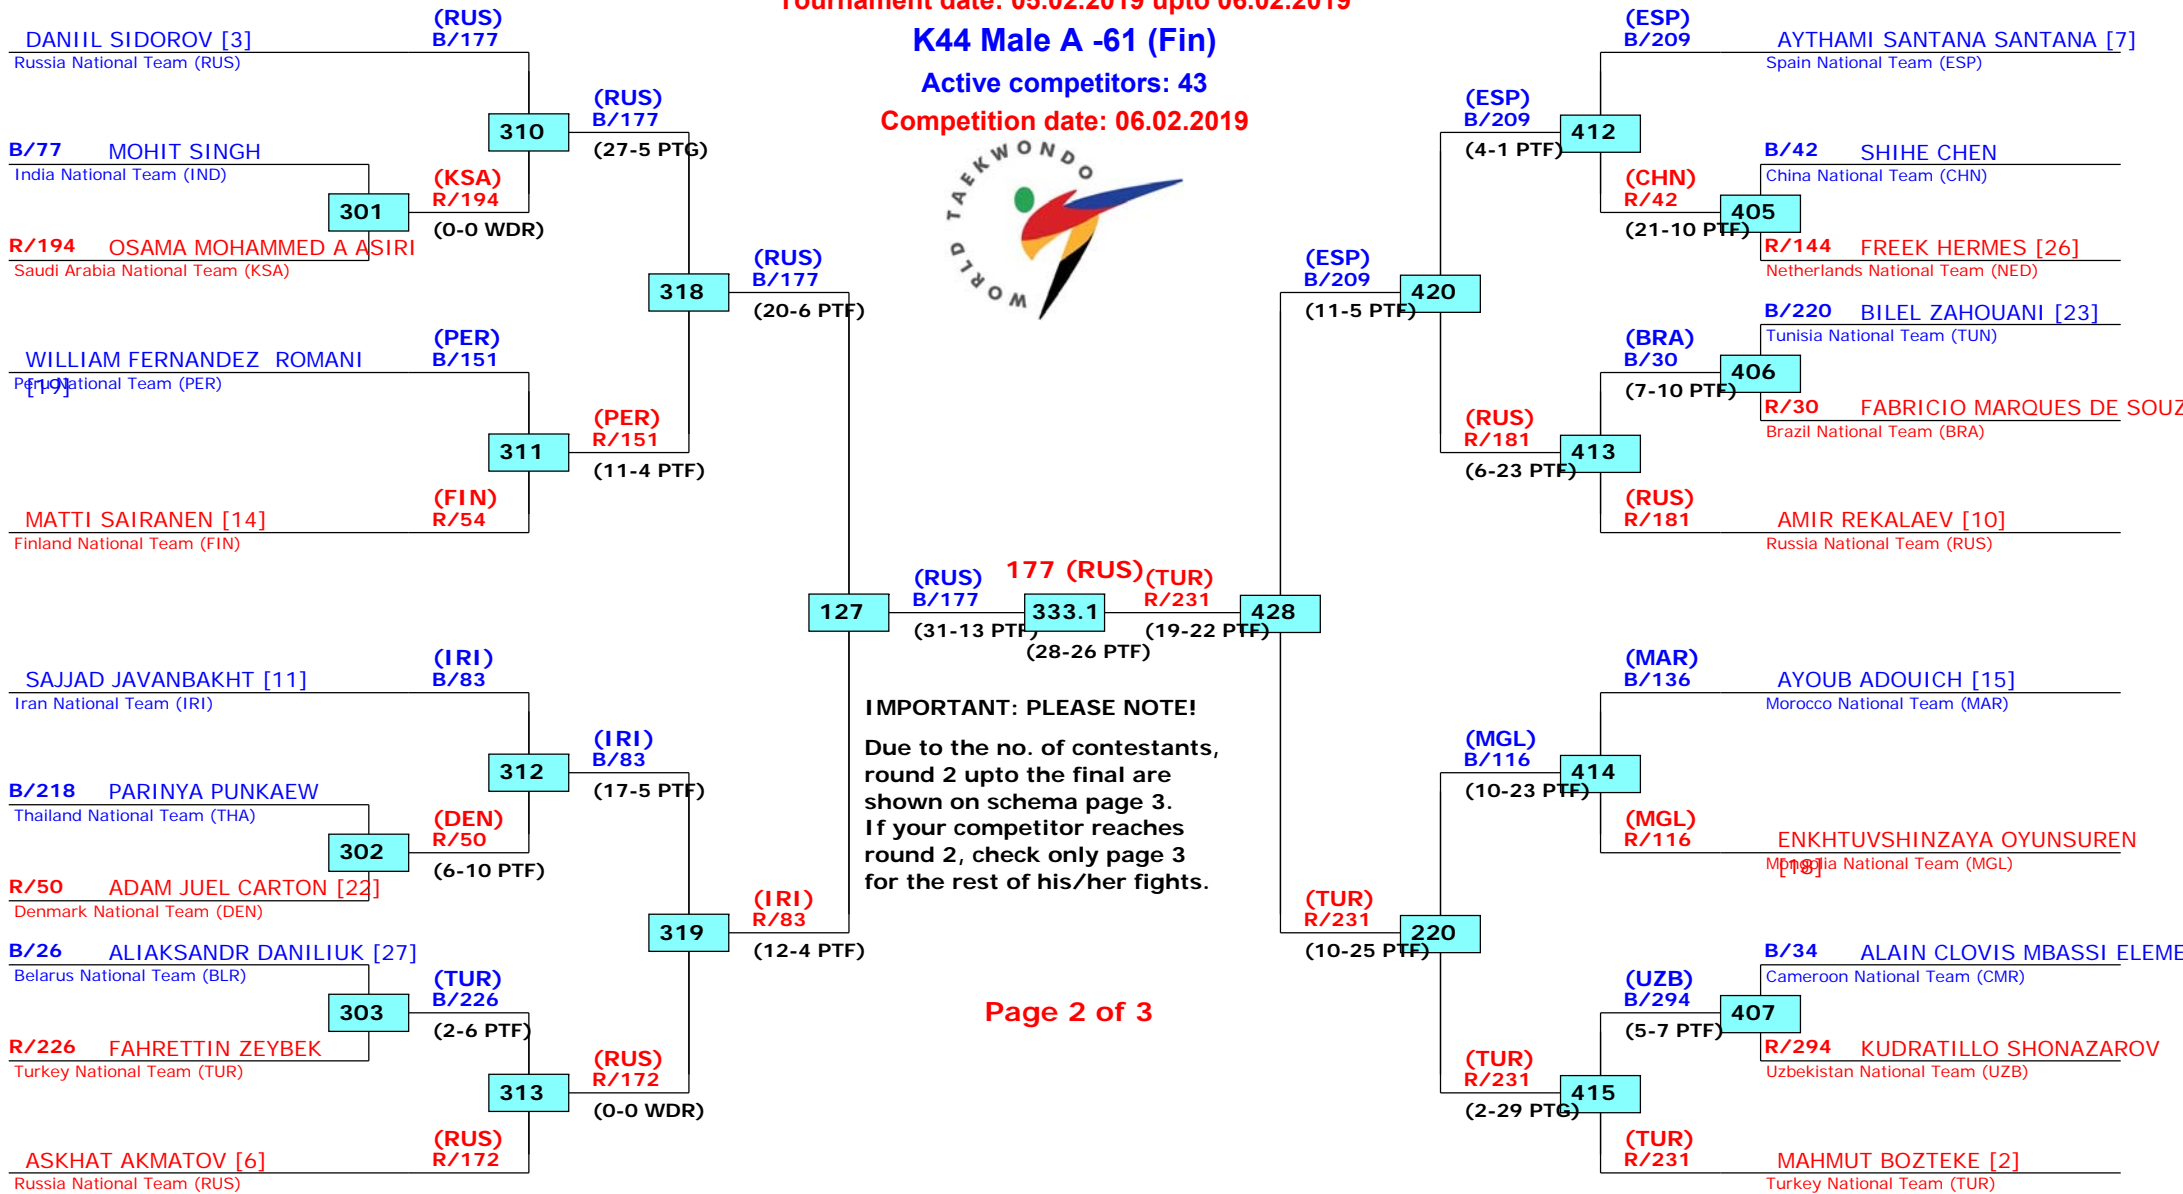 Tournament date: 05.02.2019 upto 06.02.2019
K44 Male A -61 (Fin)
Active competitors: 43
Competition date: 06.02.2019
WORLD TAEKWONDO
DANIIL SIDOROV [3]
Russia National Team (RUS)
(RUS)
B/177
B/77 MOHIT SINGH
India National Team (IND)
301
R/194 OSAMA MOHAMMED A ASIRI
Saudi Arabia National Team (KSA)
(KSA)
R/194
(0-0 WDR)
310
(RUS)
B/177
(27-5 PTG)
WILLIAM FERNANDEZ ROMANI
[19]
Peru National Team (PER)
(PER)
B/151
311
MATTI SAIRANEN [14]
Finland National Team (FIN)
(FIN)
R/54
(PER)
R/151
(11-4 PTF)
318
(RUS)
B/177
(20-6 PTF)
SAJJAD JAVANBAKHT [11]
Iran National Team (IRI)
(IRI)
B/83
B/218 PARINYA PUNKAEW
Thailand National Team (THA)
302
R/50 ADAM JUEL CARTON [22]
Denmark National Team (DEN)
(DEN)
R/50
(6-10 PTF)
312
(IRI)
B/83
(17-5 PTF)
B/26 ALIAKSANDR DANILIUK [27]
Belarus National Team (BLR)
303
R/226 FAHRETTIN ZEYBEK
Turkey National Team (TUR)
(TUR)
B/226
(2-6 PTF)
313
ASKHAT AKMATOV [6]
Russia National Team (RUS)
(RUS)
R/172
(RUS)
R/172
(0-0 WDR)
319
(IRI)
R/83
(12-4 PTF)
127
(RUS)
B/177
(31-13 PTF)
177 (RUS)
333.1
(28-26 PTF)
(TUR)
R/231
(19-22 PTF)
428
IMPORTANT: PLEASE NOTE!
Due to the no. of contestants,
round 2 upto the final are
shown on schema page 3.
If your competitor reaches
round 2, check only page 3
for the rest of his/her fights.
Page 2 of 3
(ESP)
B/209
AYTHAMI SANTANA SANTANA [7]
Spain National Team (ESP)
(ESP)
B/209
(4-1 PTF)
412
B/42 SHIHE CHEN
China National Team (CHN)
(CHN)
R/42
(21-10 PTF)
405
R/144 FREEK HERMES [26]
Netherlands National Team (NED)
(ESP)
B/209
(11-5 PTF)
420
B/220 BILEL ZAHOUANI [23]
Tunisia National Team (TUN)
(BRA)
B/30
(7-10 PTF)
406
R/30 FABRICIO MARQUES DE SOUZ
Brazil National Team (BRA)
(RUS)
R/181
(6-23 PTF)
413
(RUS)
R/181
AMIR REKALAEV [10]
Russia National Team (RUS)
(MAR)
B/136
AYOUB ADOUICH [15]
Morocco National Team (MAR)
(MGL)
B/116
(10-23 PTF)
414
(MGL)
R/116
ENKHTUVSHINZAYA OYUNSUREN
[18]
Mongolia National Team (MGL)
(TUR)
R/231
(10-25 PTF)
220
B/34 ALAIN CLOVIS MBASSI ELEME
Cameroon National Team (CMR)
(UZB)
B/294
(5-7 PTF)
407
R/294 KUDRATILLO SHONAZAROV
Uzbekistan National Team (UZB)
(TUR)
R/231
(2-29 PTG)
415
(TUR)
R/231
MAHMUT BOZTEKE [2]
Turkey National Team (TUR)